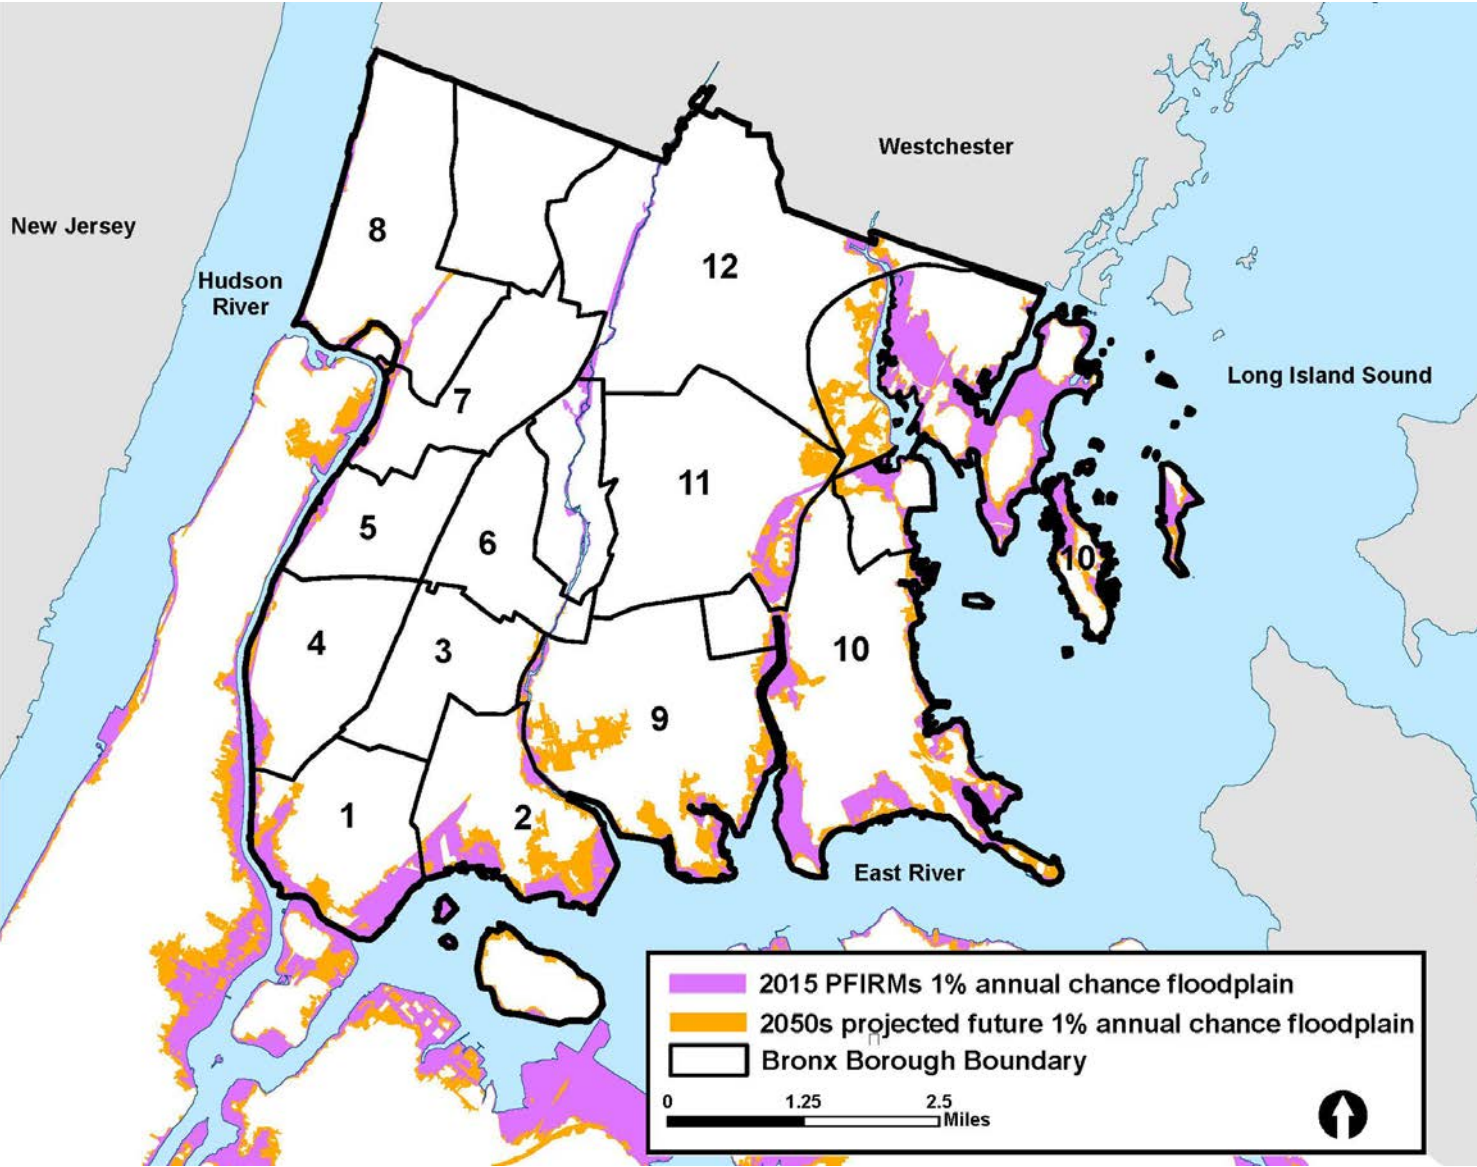 Westchester
New Jersey
8
12
Hudson
River
Long Island Sound
7
11
5
6
10
4
3
10
9
1
2
East River
2015 PFIRMs 1% annual chance floodplain
2050s projected future 1% annual chance floodplain
Bronx Borough Boundary
0 1.25 2.5
Miles